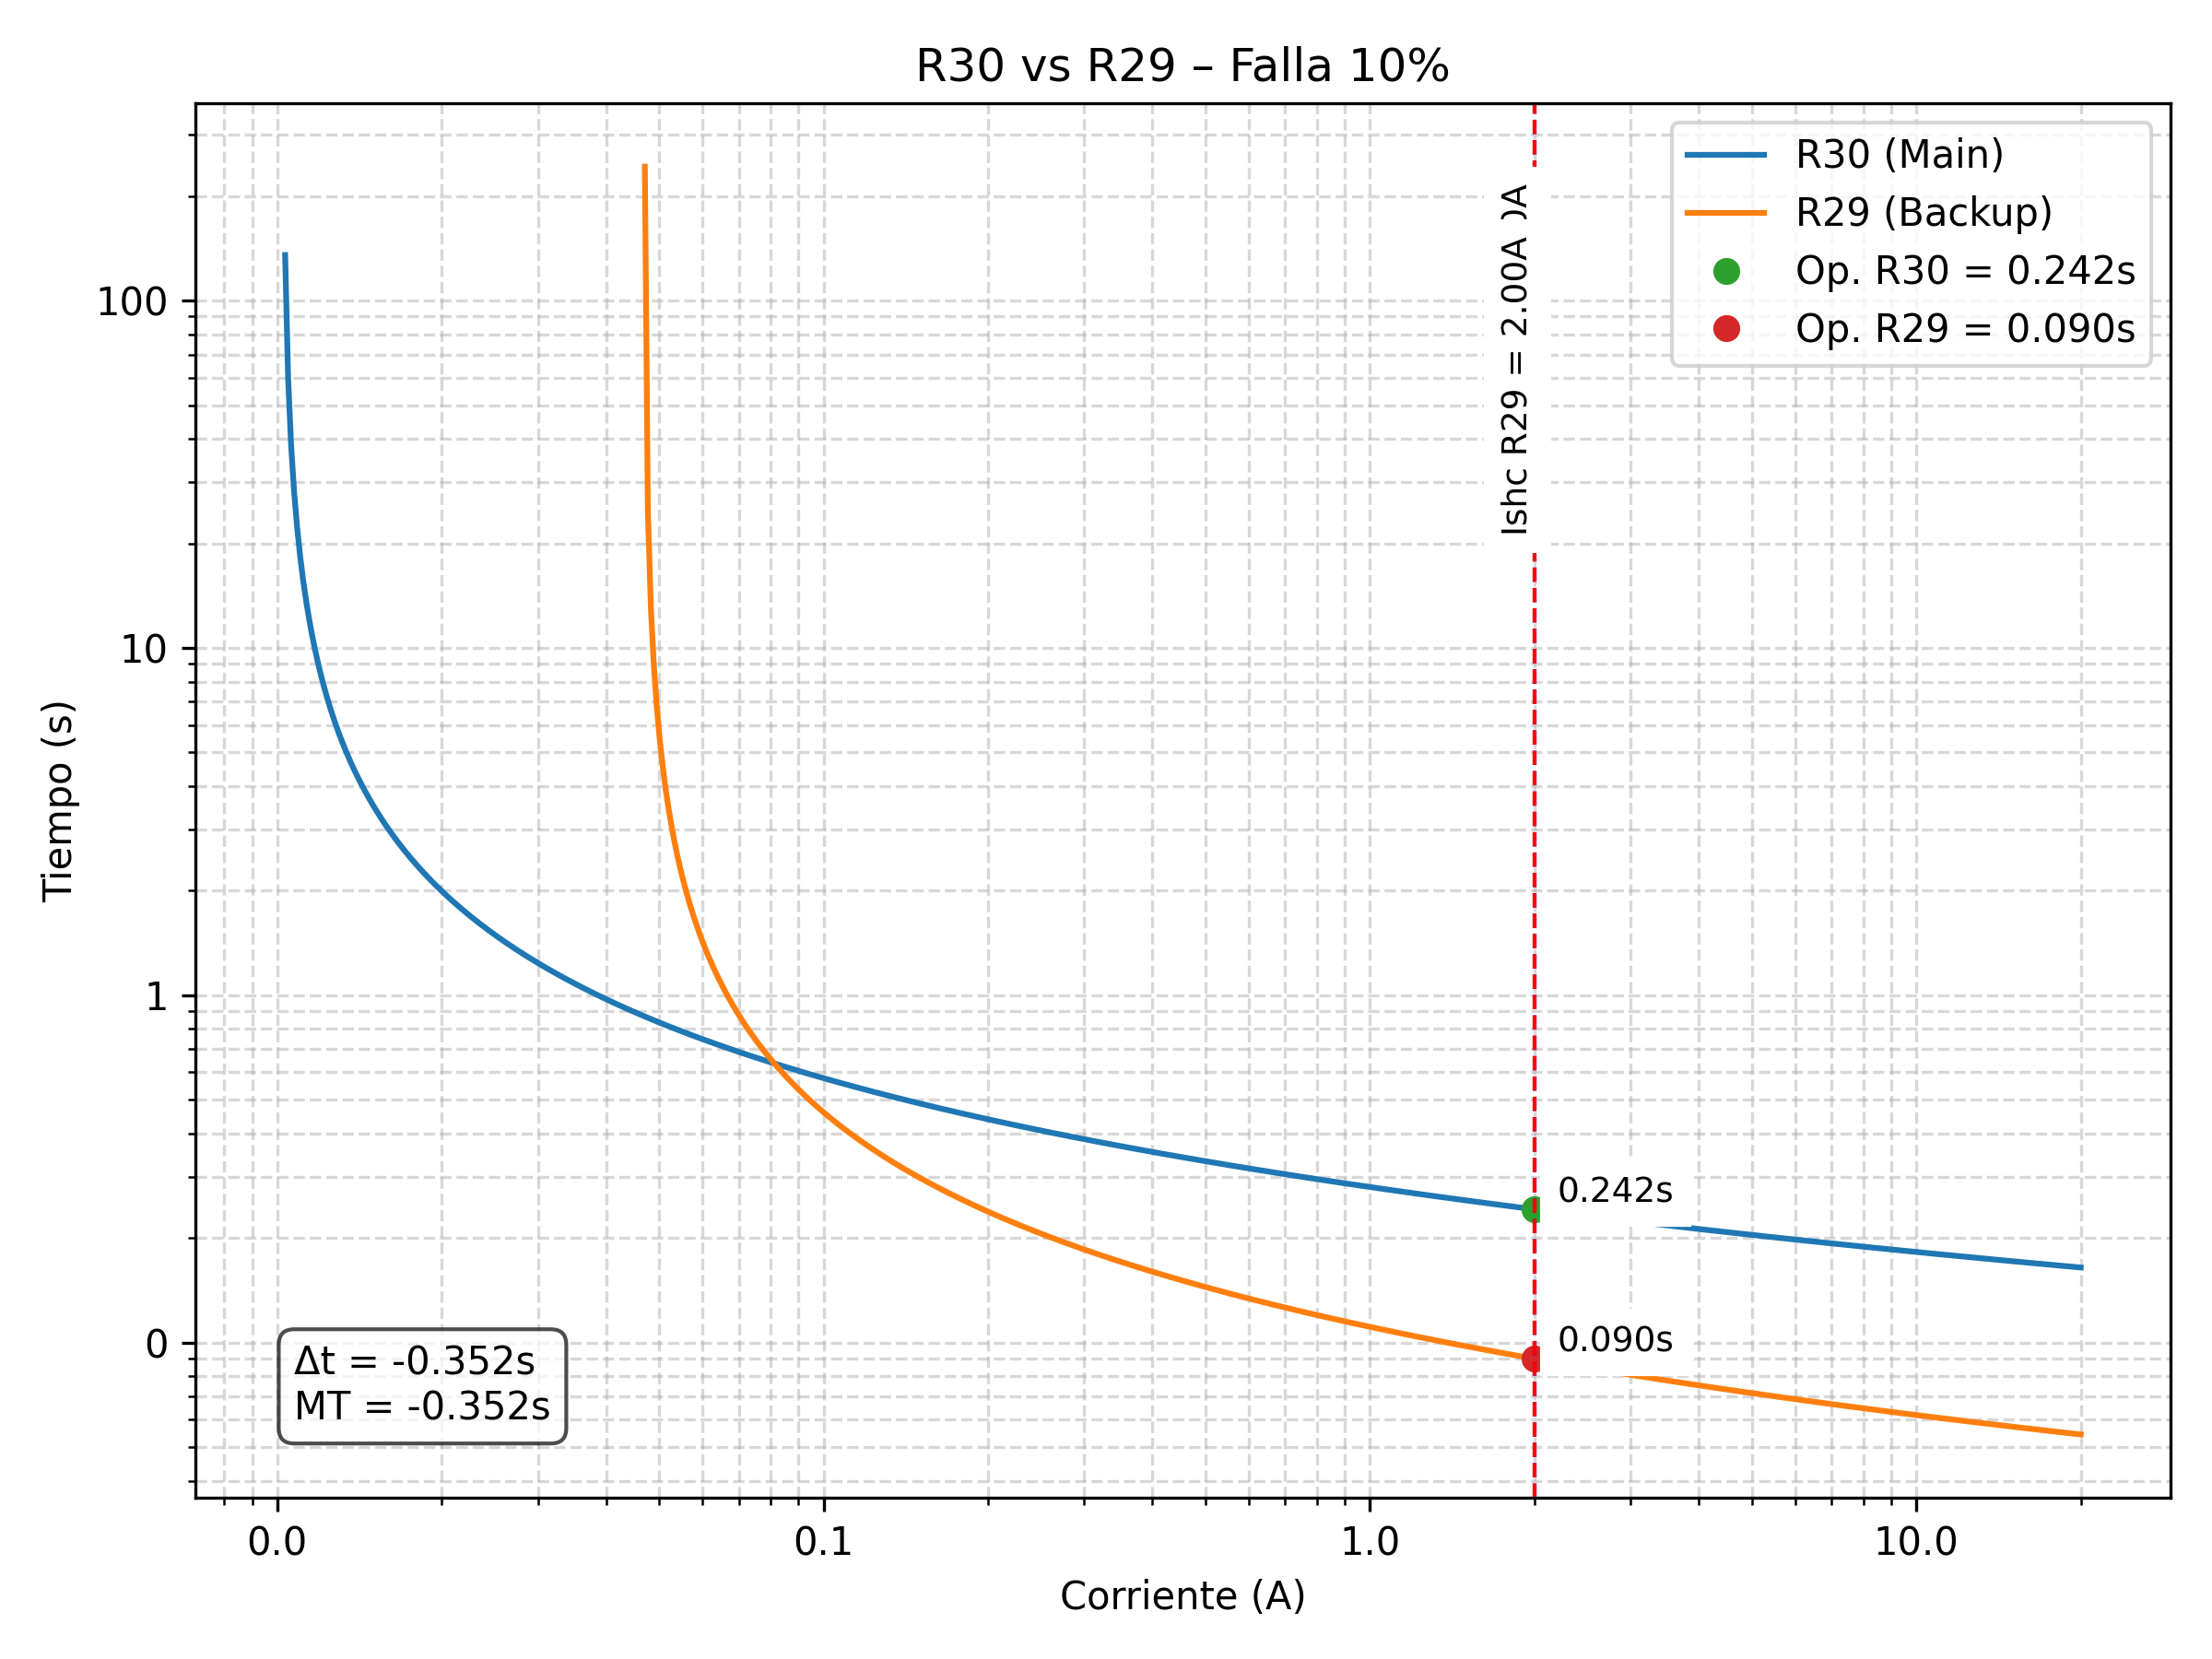 R30 vs R29 – Falla 10%
R30 (Main)
R29 (Backup)
Op. R30 = 0.242s
Op. R29 = 0.090s
Ishc R29 = 2.00A
Tiempo (s)
100
10
1
0
0.242s
0.090s
Δt = -0.352s
MT = -0.352s
0.0
0.1
1.0
10.0
Corriente (A)